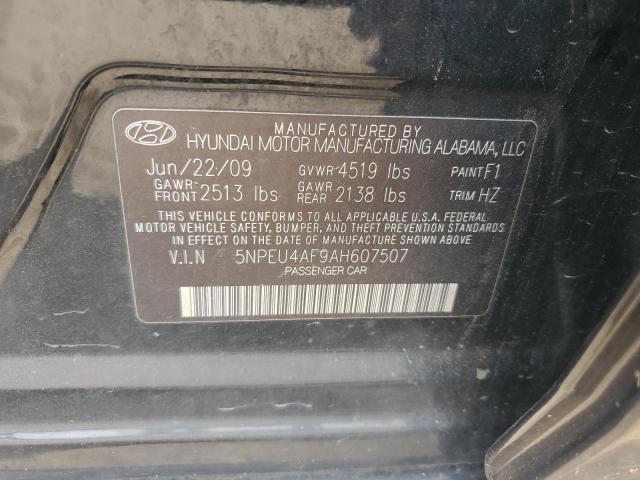 MANUFACTURED BY
HYUNDAI MOTOR MANUFACTURING ALABAMA, LLC
Jun/22/09 GVWR 4519 lbs PAINT F1
GAWR FRONT 2513 lbs GAWR REAR 2138 lbs TRIM HZ
THIS VEHICLE CONFORMS TO ALL APPLICABLE U.S.A. FEDERAL
MOTOR VEHICLE SAFETY, BUMPER, AND THEFT PREVENTION
STANDARDS IN EFFECT ON THE DATE OF MANUFACTURE SHOWN ABOVE
V.I.N 5NPEU4AF9AH607507
PASSENGER CAR